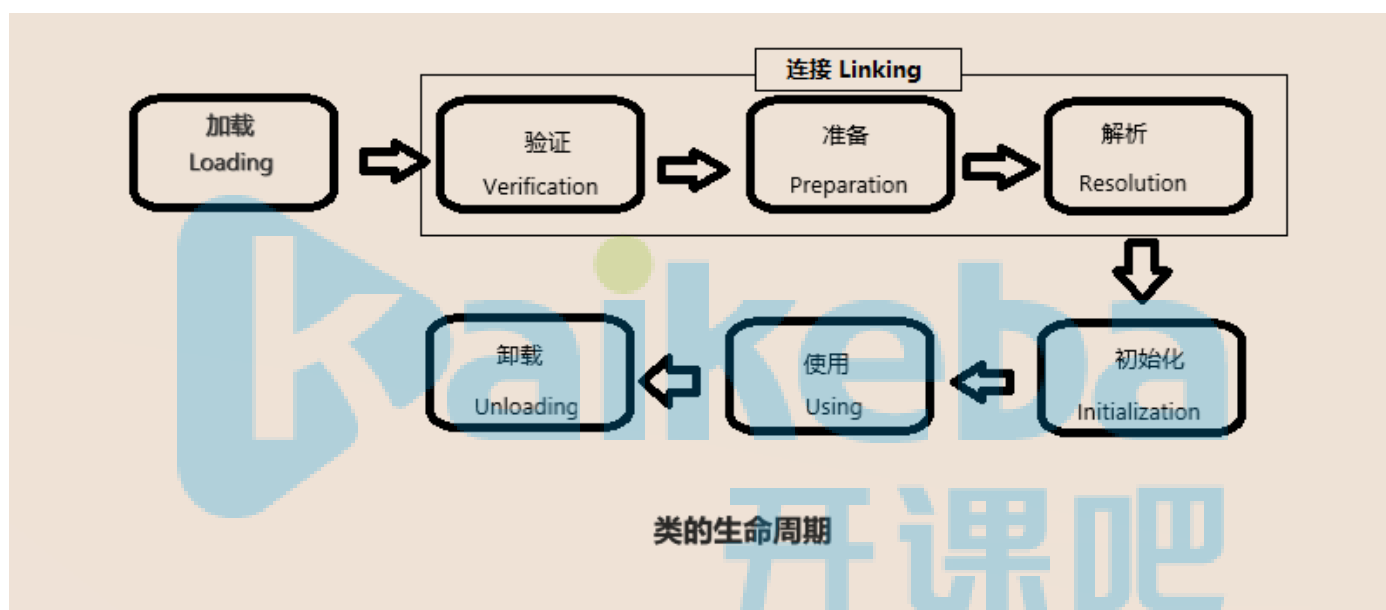 连接 Linking
加载
Loading
验证
Verification
准备
Preparation
解析
Resolution
卸载
Unloading
使用
Using
初始化
Initialization
类的生命周期
kaikeba
开课吧